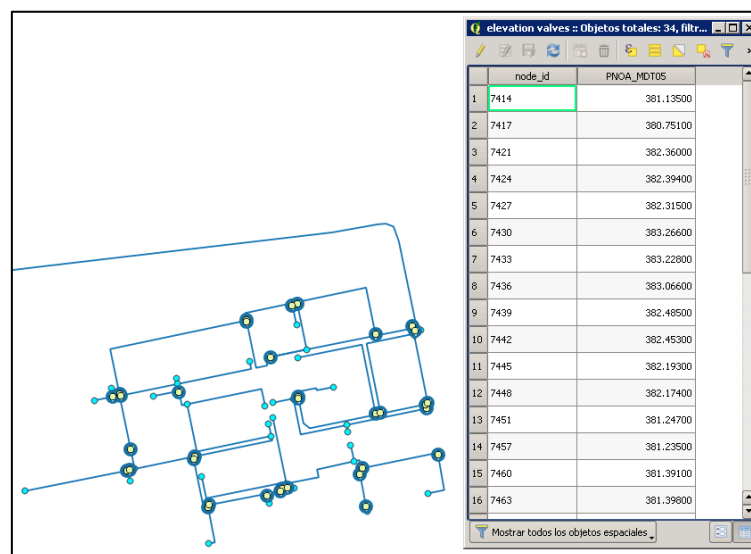 elevation valves :: Objetos totales: 34, filtr...
node_id PNOA_MDT05
1 7414 381.13500
2 7417 380.75100
3 7421 382.36000
4 7424 382.39400
5 7427 382.31500
6 7430 383.26600
7 7433 383.22800
8 7436 383.06600
9 7439 382.48500
10 7442 382.45300
11 7445 382.19300
12 7448 382.17400
13 7451 381.24700
14 7457 381.23500
15 7460 381.39100
16 7463 381.39800
Mostrar todos los objetos espaciales